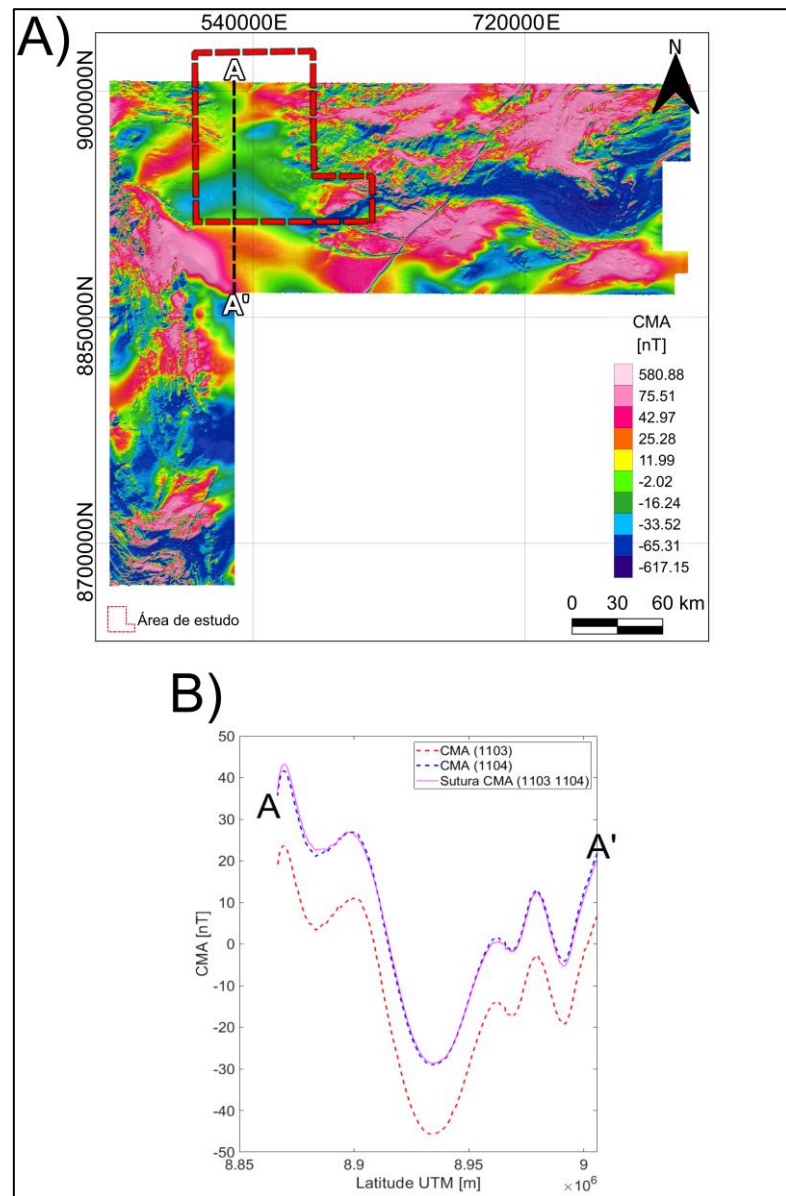 A)
540000E 720000E
N
A
9000000N
A'
8850000N
CMA
[nT]
580.88
75.51
42.97
25.28
11.99
-2.02
-16.24
-33.52
-65.31
-617.15
8700000N
0 30 60 km
Área de estudo
B)
50
CMA (1103)
CMA (1104)
Sutura CMA (1103 1104)
40
A
A'
30
20
10
0
-10
-20
-30
-40
-50
CMA [nT]
8.85 8.9 8.95 9
Latitude UTM [m] ×10⁶